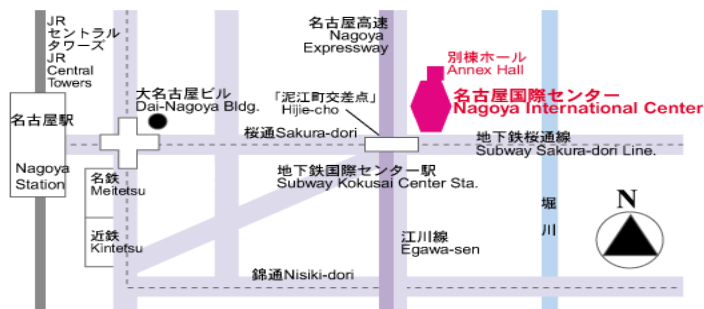 JR
セントラル
タワーズ
JR
Central
Towers
名古屋高速
Nagoya
Expressway
別棟ホール
Annex Hall
大名古屋ビル
Dai-Nagoya Bldg.
「泥江町交差点」
Hijie-cho
名古屋国際センター
Nagoya International Center
名古屋駅
Nagoya
Station
桜通Sakura-dori
地下鉄桜通線
Subway Sakura-dori Line.
名鉄
Meitetsu
地下鉄国際センター駅
Subway Kokusai Center Sta.
近鉄
Kintetsu
江川線
Egawa-sen
堀川
N
錦通Nisiki-dori